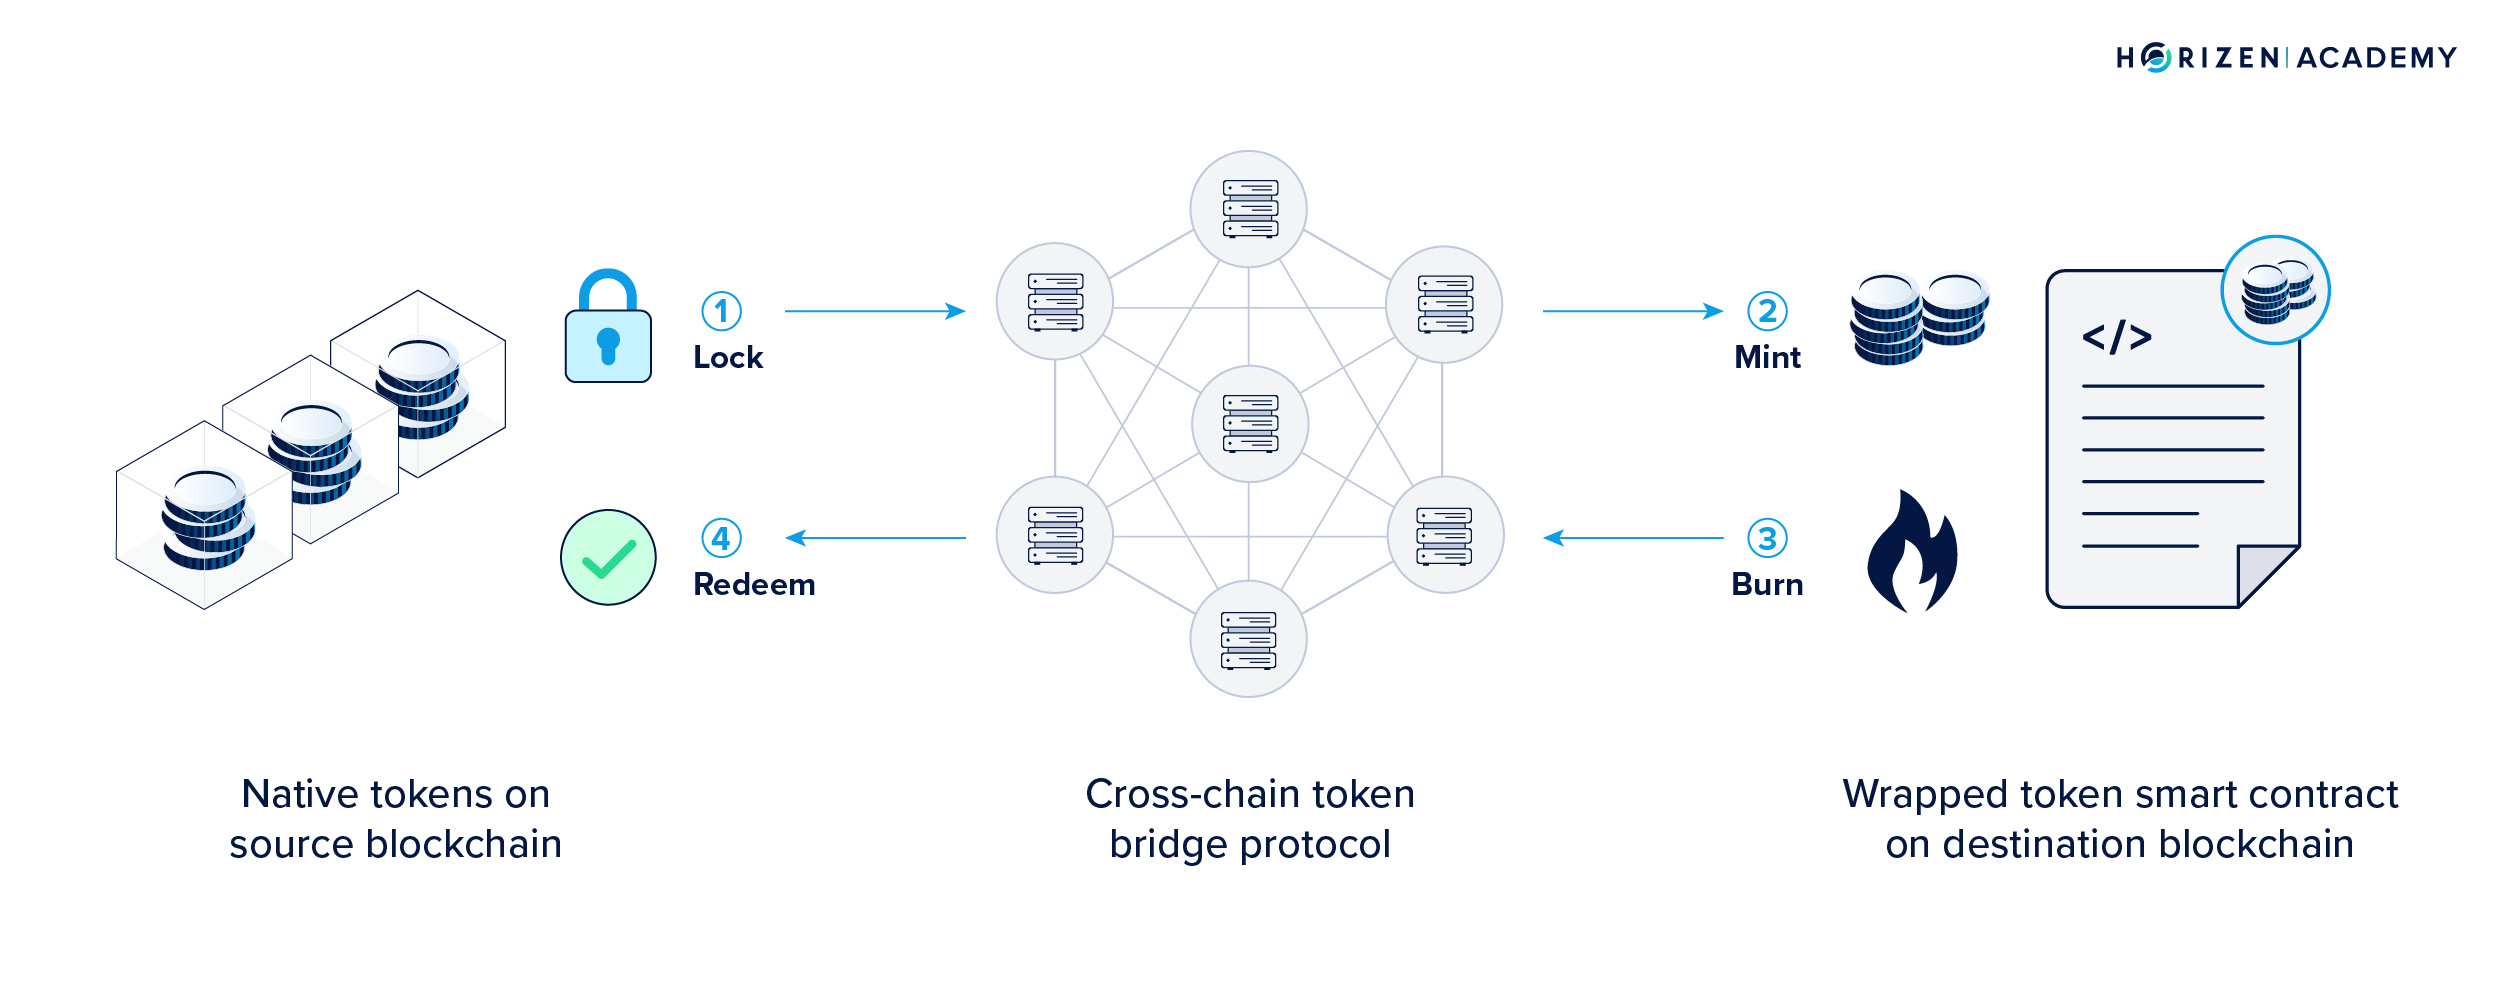 HORIZEN | ACADEMY
1
Lock
2
Mint
</>
4
Redeem
3
Burn
Native tokens on
source blockchain
Cross-chain token
bridge protocol
Wrapped token smart contract
on destination blockchain